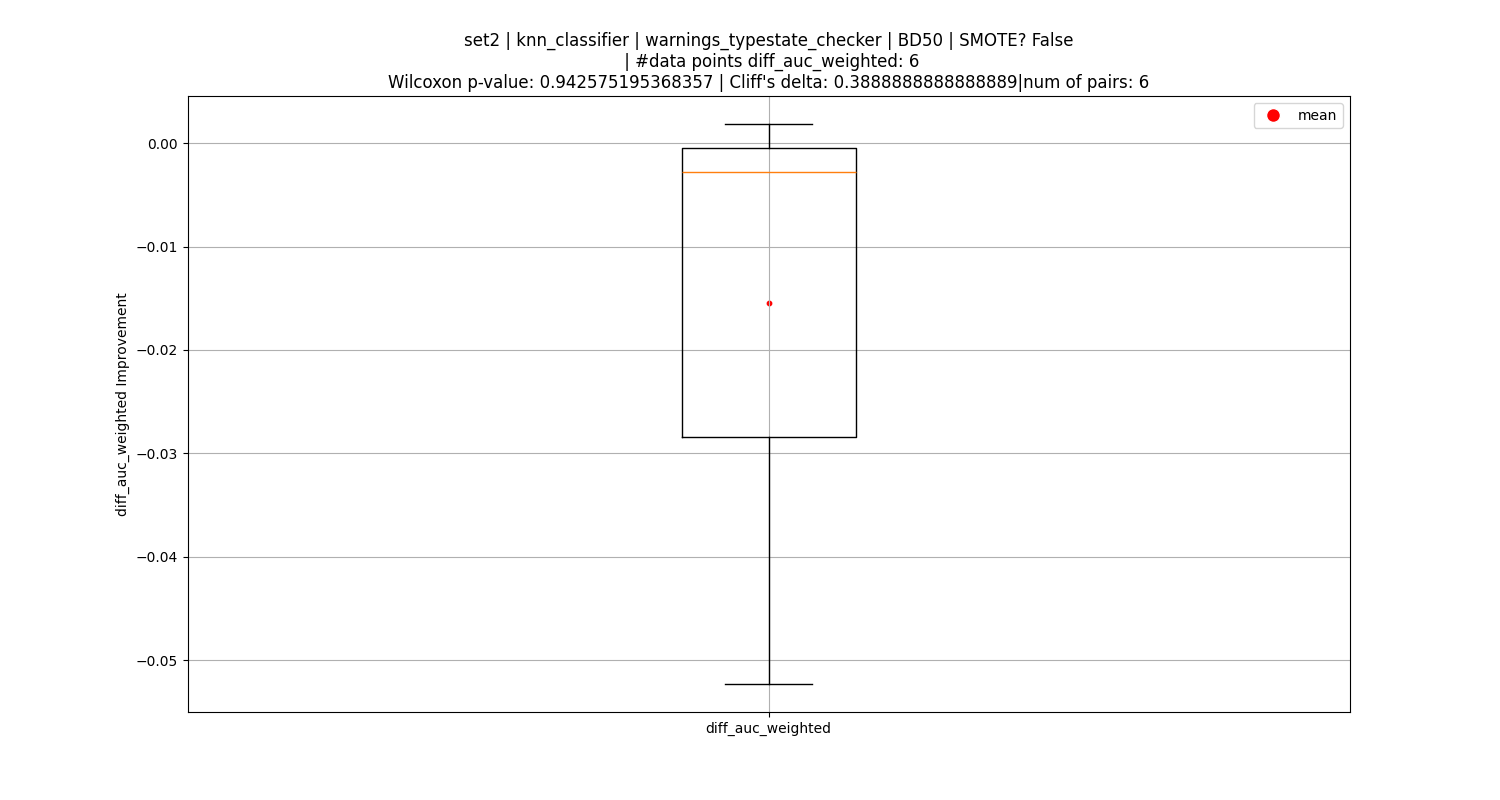 set2 | knn_classifier | warnings_typestate_checker | BD50 | SMOTE? False
| #data points diff_auc_weighted: 6
Wilcoxon p-value: 0.942575195368357 | Cliff's delta: 0.3888888888888889|num of pairs: 6
mean
0.00
−0.01
−0.02
−0.03
−0.04
−0.05
diff_auc_weighted Improvement
diff_auc_weighted